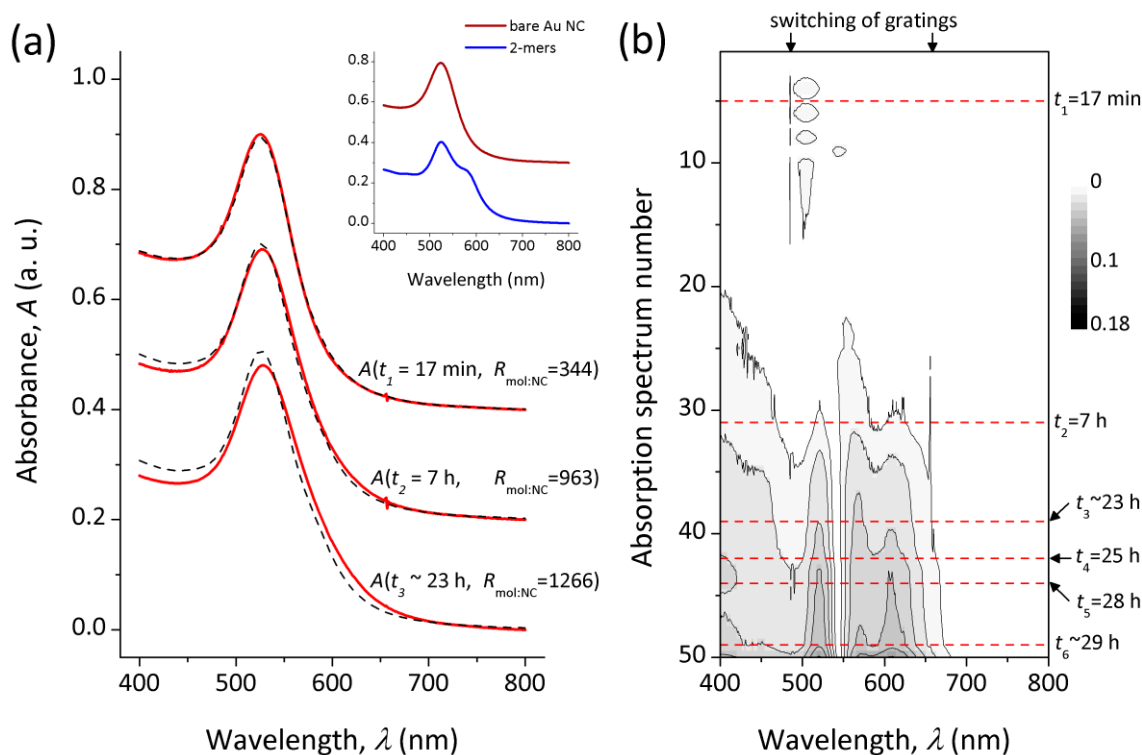 (a)
bare Au NC
2-mers
0.8
0.6
0.4
0.2
0.0
400 500 600 700 800
Wavelength (nm)
1.0
0.8
0.6
0.4
0.2
0.0
Absorbance, A (a. u.)
A(t1 = 17 min, Rmol:NC=344)
A(t2 = 7 h, Rmol:NC=963)
A(t3 ~ 23 h, Rmol:NC=1266)
400 500 600 700 800
Wavelength, λ (nm)
(b)
switching of gratings
10
20
30
40
50
Absorption spectrum number
t1=17 min
t2=7 h
t3~23 h
t4=25 h
t5=28 h
t6~29 h
0
0.1
0.18
400 500 600 700 800
Wavelength, λ (nm)